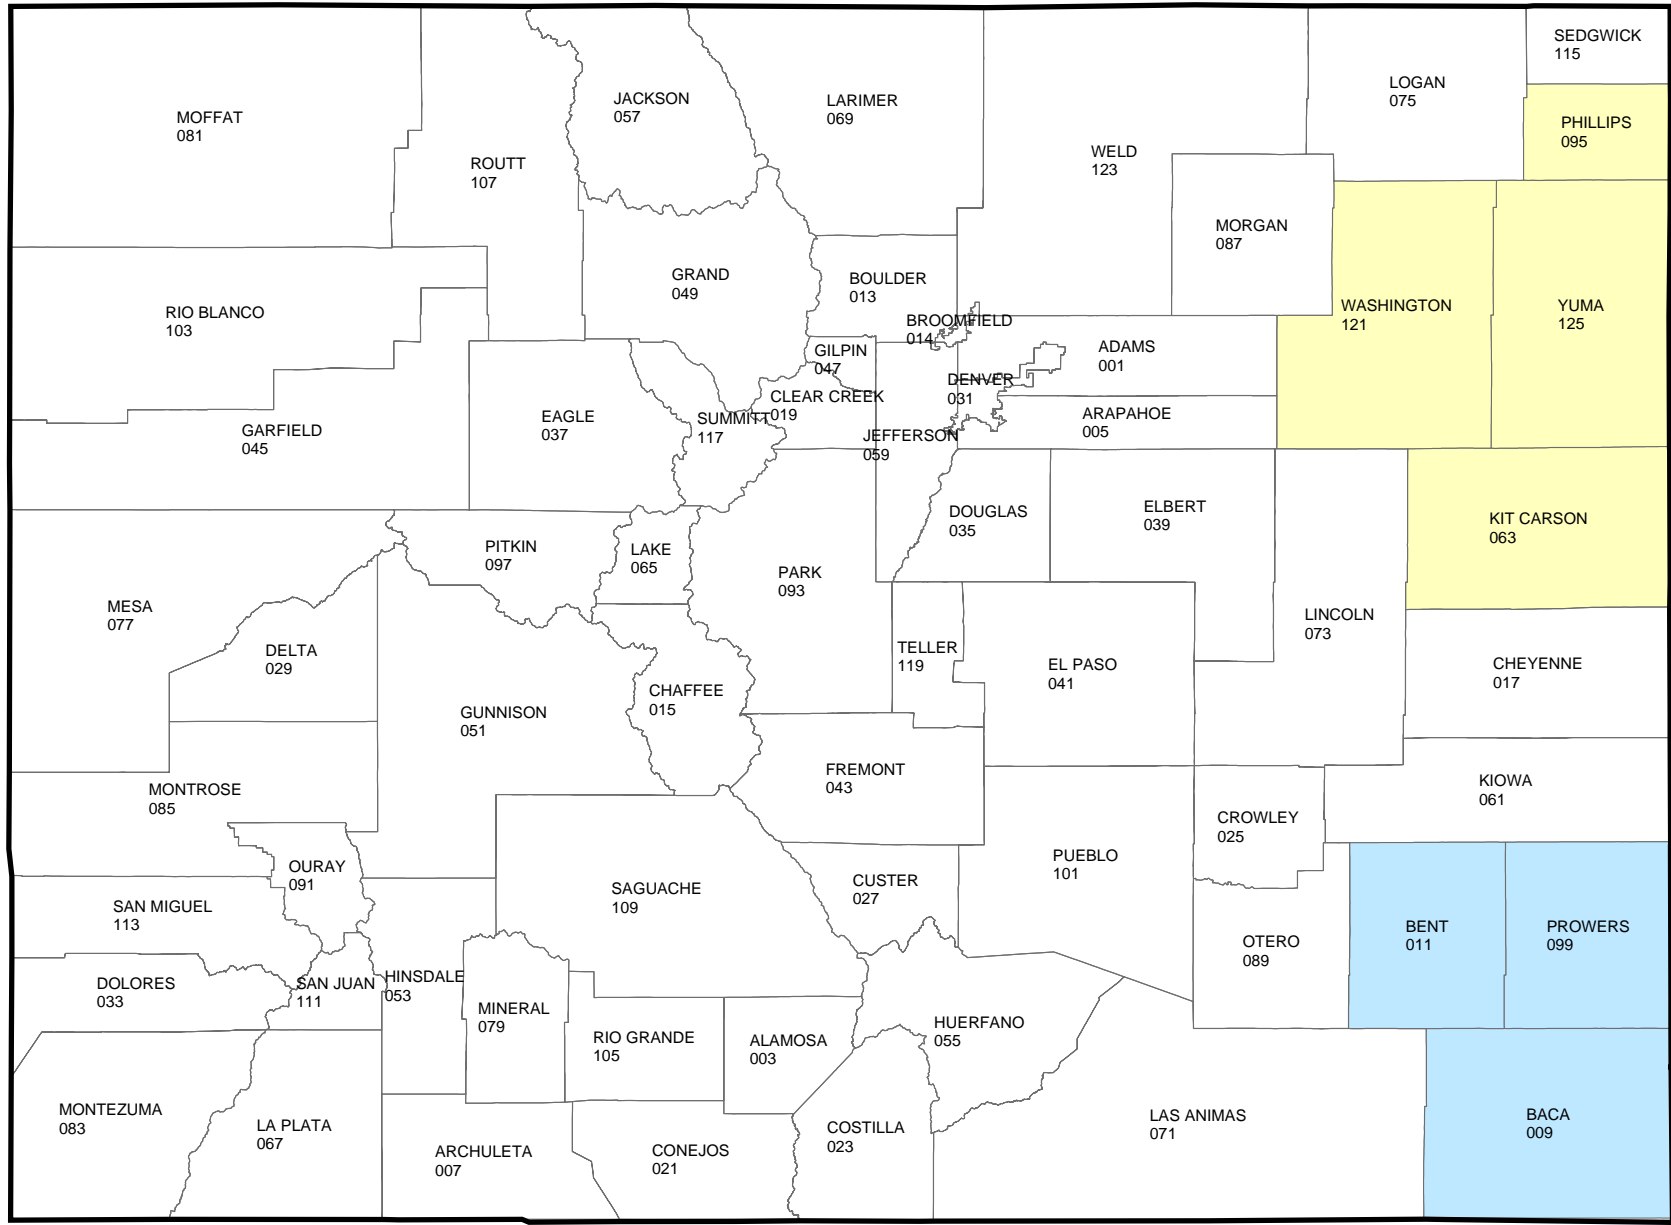 SEDGWICK
115
LOGAN
075
JACKSON
057
LARIMER
069
MOFFAT
081
PHILLIPS
095
WELD
123
ROUTT
107
MORGAN
087
GRAND
049
BOULDER
013
RIO BLANCO
103
WASHINGTON
121
YUMA
125
BROOMFIELD
014
GILPIN
047
ADAMS
001
DENVER
031
CLEAR CREEK
019
EAGLE
037
SUMMITT
117
ARAPAHOE
005
GARFIELD
045
JEFFERSON
059
DOUGLAS
035
ELBERT
039
KIT CARSON
063
PITKIN
097
LAKE
065
PARK
093
MESA
077
LINCOLN
073
DELTA
029
TELLER
119
EL PASO
041
CHEYENNE
017
CHAFFEE
015
GUNNISON
051
FREMONT
043
KIOWA
061
MONTROSE
085
CROWLEY
025
PUEBLO
101
OURAY
091
SAGUACHE
109
CUSTER
027
SAN MIGUEL
113
BENT
011
PROWERS
099
OTERO
089
DOLORES
033
SAN JUAN
111
HINSDALE
053
MINERAL
079
RIO GRANDE
105
ALAMOSA
003
HUERFANO
055
MONTEZUMA
083
LA PLATA
067
ARCHULETA
007
CONEJOS
021
COSTILLA
023
LAS ANIMAS
071
BACA
009